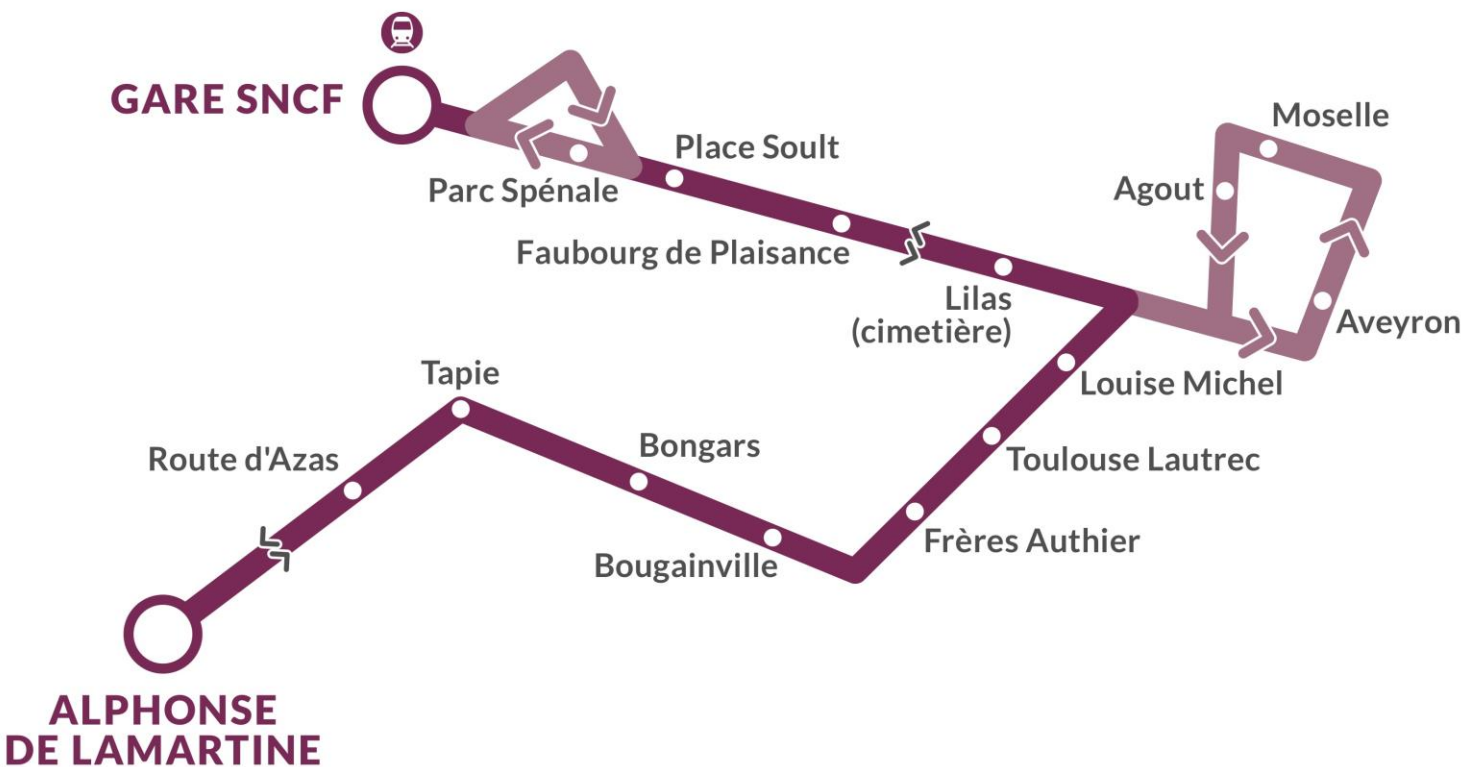 GARE SNCF
Parc Spénale
Place Soult
Faubourg de Plaisance
Lilas
(cimetière)
Moselle
Agout
Aveyron
Louise Michel
Toulouse Lautrec
Frères Authier
Bougainville
Bongars
Tapie
Route d'Azas
ALPHONSE
DE LAMARTINE